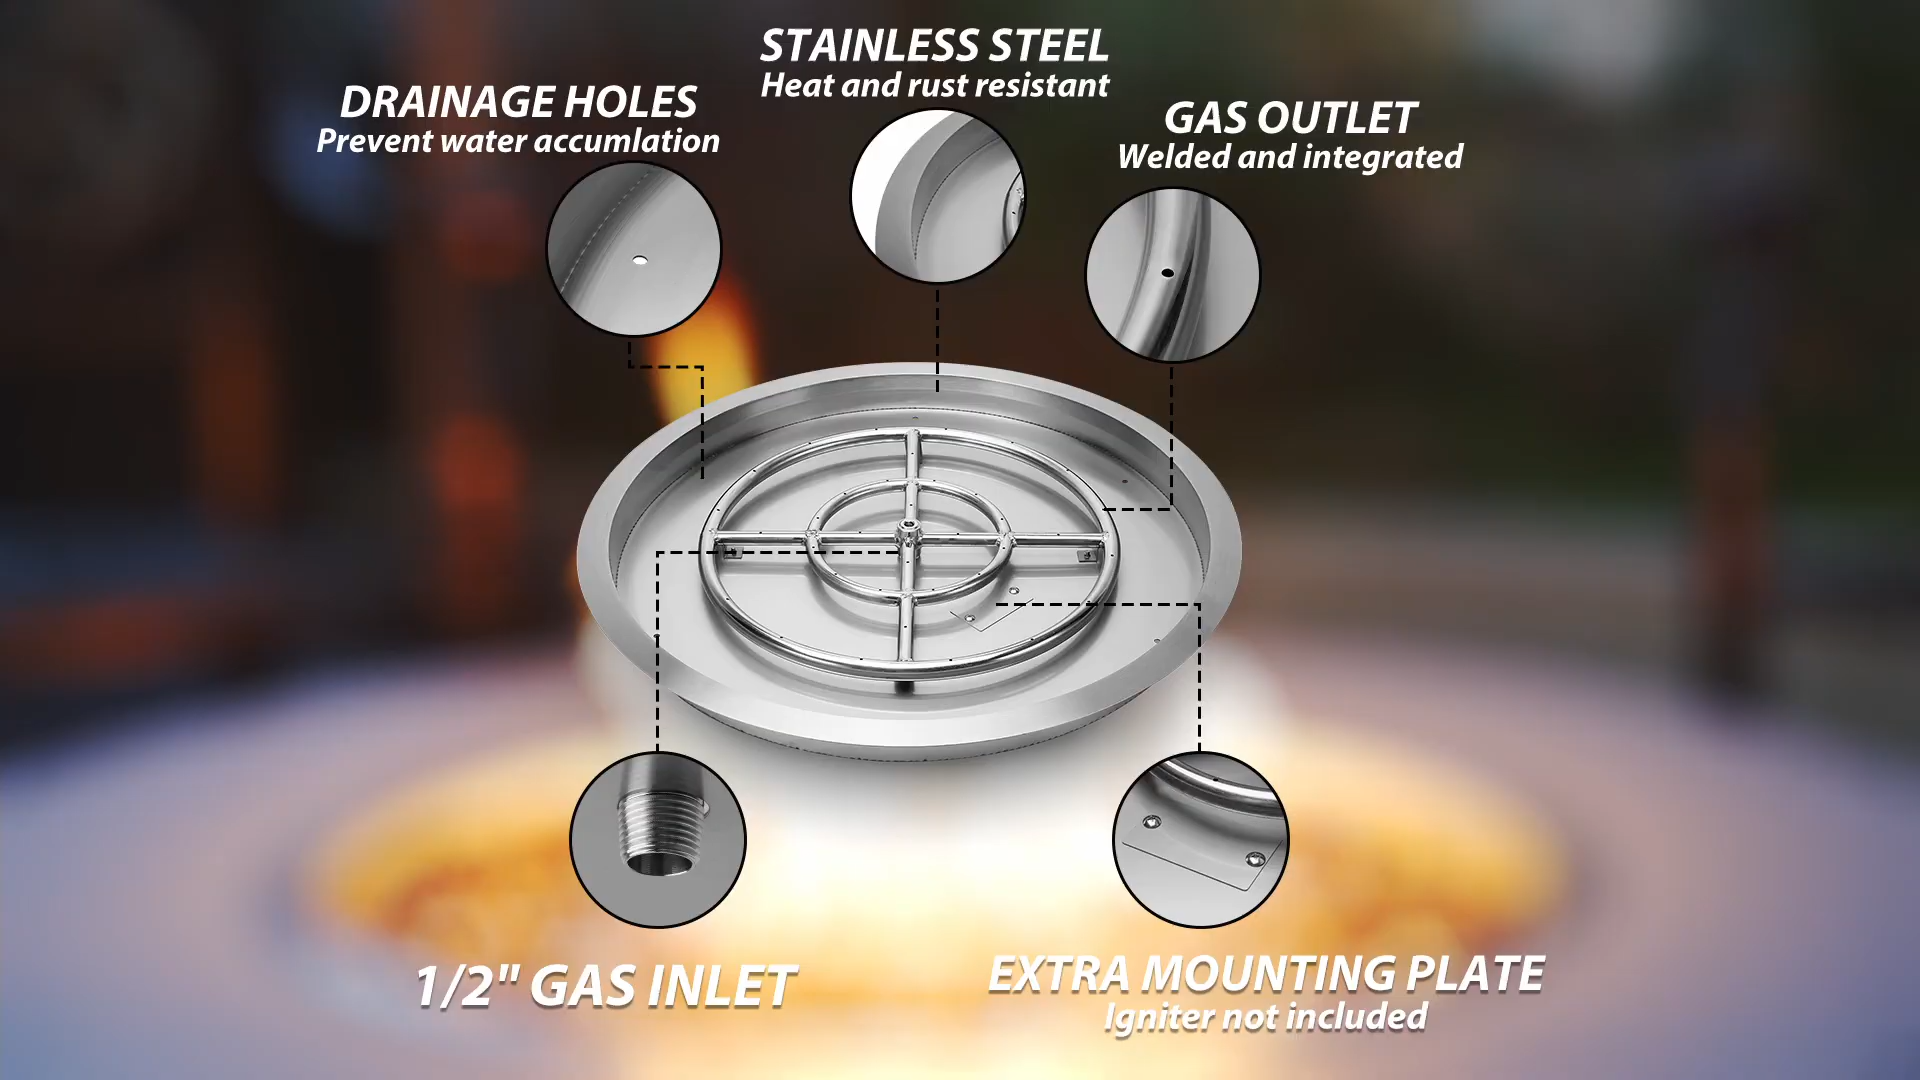 STAINLESS STEEL
Heat and rust resistant
DRAINAGE HOLES
Prevent water accumlation
GAS OUTLET
Welded and integrated
1/2" GAS INLET
EXTRA MOUNTING PLATE
Igniter not included